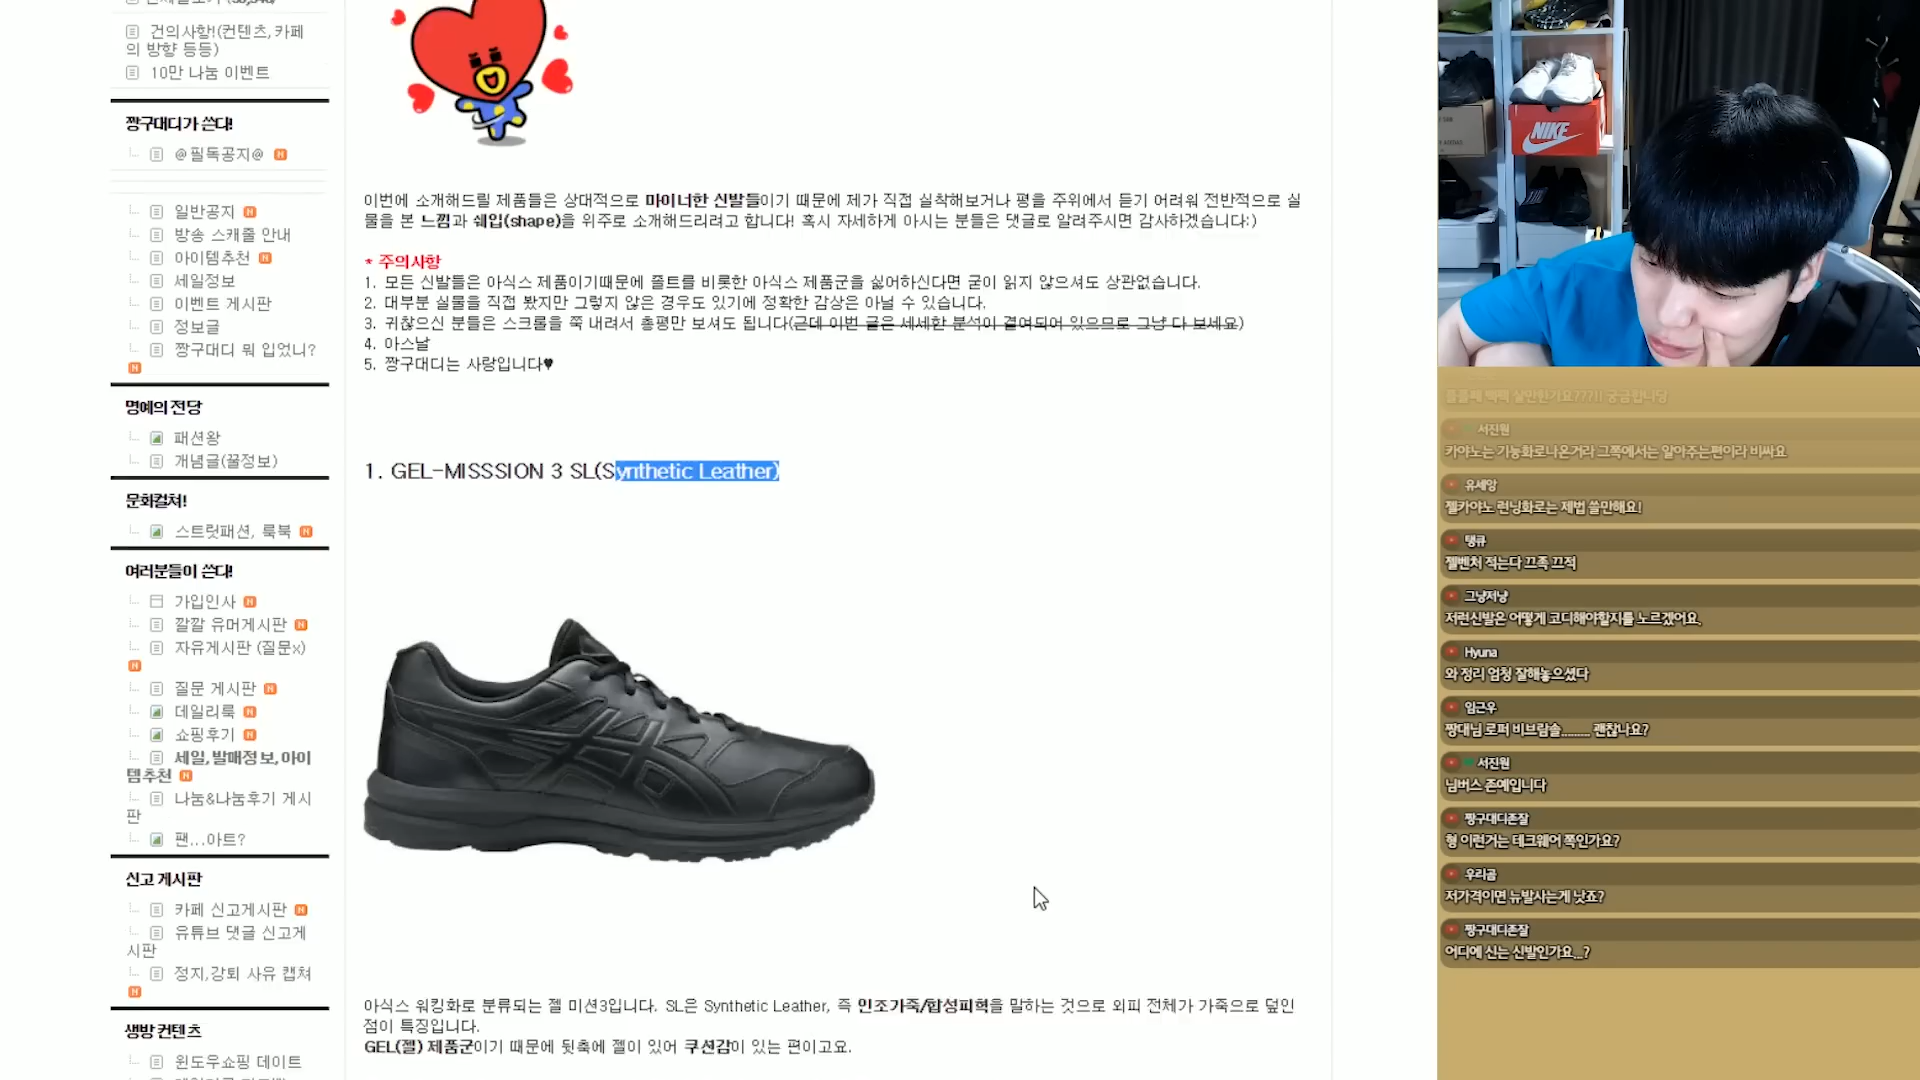 건의사항!(컨텐츠,카페
의 방향 등등)
10만 나눔 이벤트
짱구대디가 쓴다!
@필독공지@
일반공지
방송 스캐줄 안내
아이템추천
세일정보
이벤트 게시판
정보글
짱구대디 뭐 입었니?
명예의 전당
패션왕
개념글(꿀정보)
문화컬쳐!
스트릿패션, 룩북
여러분들이 쓴다!
가입인사
깔깔 유머게시판
자유게시판 (질문x)
질문 게시판
데일리룩
쇼핑후기
세일,발매정보,아이
템추천
나눔&나눔후기 게시
판
팬...아트?
신고 게시판
카페 신고게시판
유튜브 댓글 신고게
시판
정지,강퇴 사유 캡쳐
생방 컨텐츠
윈도우쇼핑 데이트
이번에 소개해드릴 제품들은 상대적으로 마이너한 신발들이기 때문에 제가 직접 실착해보거나 평을 주위에서 듣기 어려워 전반적으로 실
물을 본 느낌과 쉐입(shape)을 위주로 소개해드리려고 합니다! 혹시 자세하게 아시는 분들은 댓글로 알려주시면 감사하겠습니다:)
* 주의사항
1. 모든 신발들은 아식스 제품이기때문에 졸트를 비롯한 아식스 제품군을 싫어하신다면 굳이 읽지 않으셔도 상관없습니다.
2. 대부분 실물을 직접 봤지만 그렇지 않은 경우도 있기에 정확한 감상은 아닐 수 있습니다.
3. 귀찮으신 분들은 스크롤을 쭉 내려서 총평만 보셔도 됩니다(근데 이번 글은 세세한 분석이 곁여되어 있으므로 그냥 다 보세요)
4. 아스날
5. 짱구대디는 사랑입니다♥
1. GEL-MISSSION 3 SL(Synthetic Leather)
아식스 워킹화로 분류되는 젤 미션3입니다. SL은 Synthetic Leather, 즉 인조가죽/합성피혁을 말하는 것으로 외피 전체가 가죽으로 덮인
점이 특징입니다.
GEL(젤) 제품군이기 때문에 뒷축에 젤이 있어 쿠션감이 있는 편이고요.
NIKE
서진원
카야노는 기능화로나온거라 그쪽에서는 알아주는편이라 비싸요
유세앙
젤카야노 런닝화로는 제법 쓸만해요!
탱큐
젤벤처 적는다 끄족 끄적
그냥저냥
저런신발은 어떻게 코디해야할지를 노르겠어요.
Hyuna
와 정리 엄청 잘해놓으셨다
임근우
짱대님 로퍼 비브람솔......... 괜찮나요?
서진원
님버스 존예입니다
짱구대디존잘
형 이런거는 테크웨어 쪽인가요?
우리곰
저가격이면 뉴발사는게 낫죠?
짱구대디존잘
어디에 신는 신발인가요...?